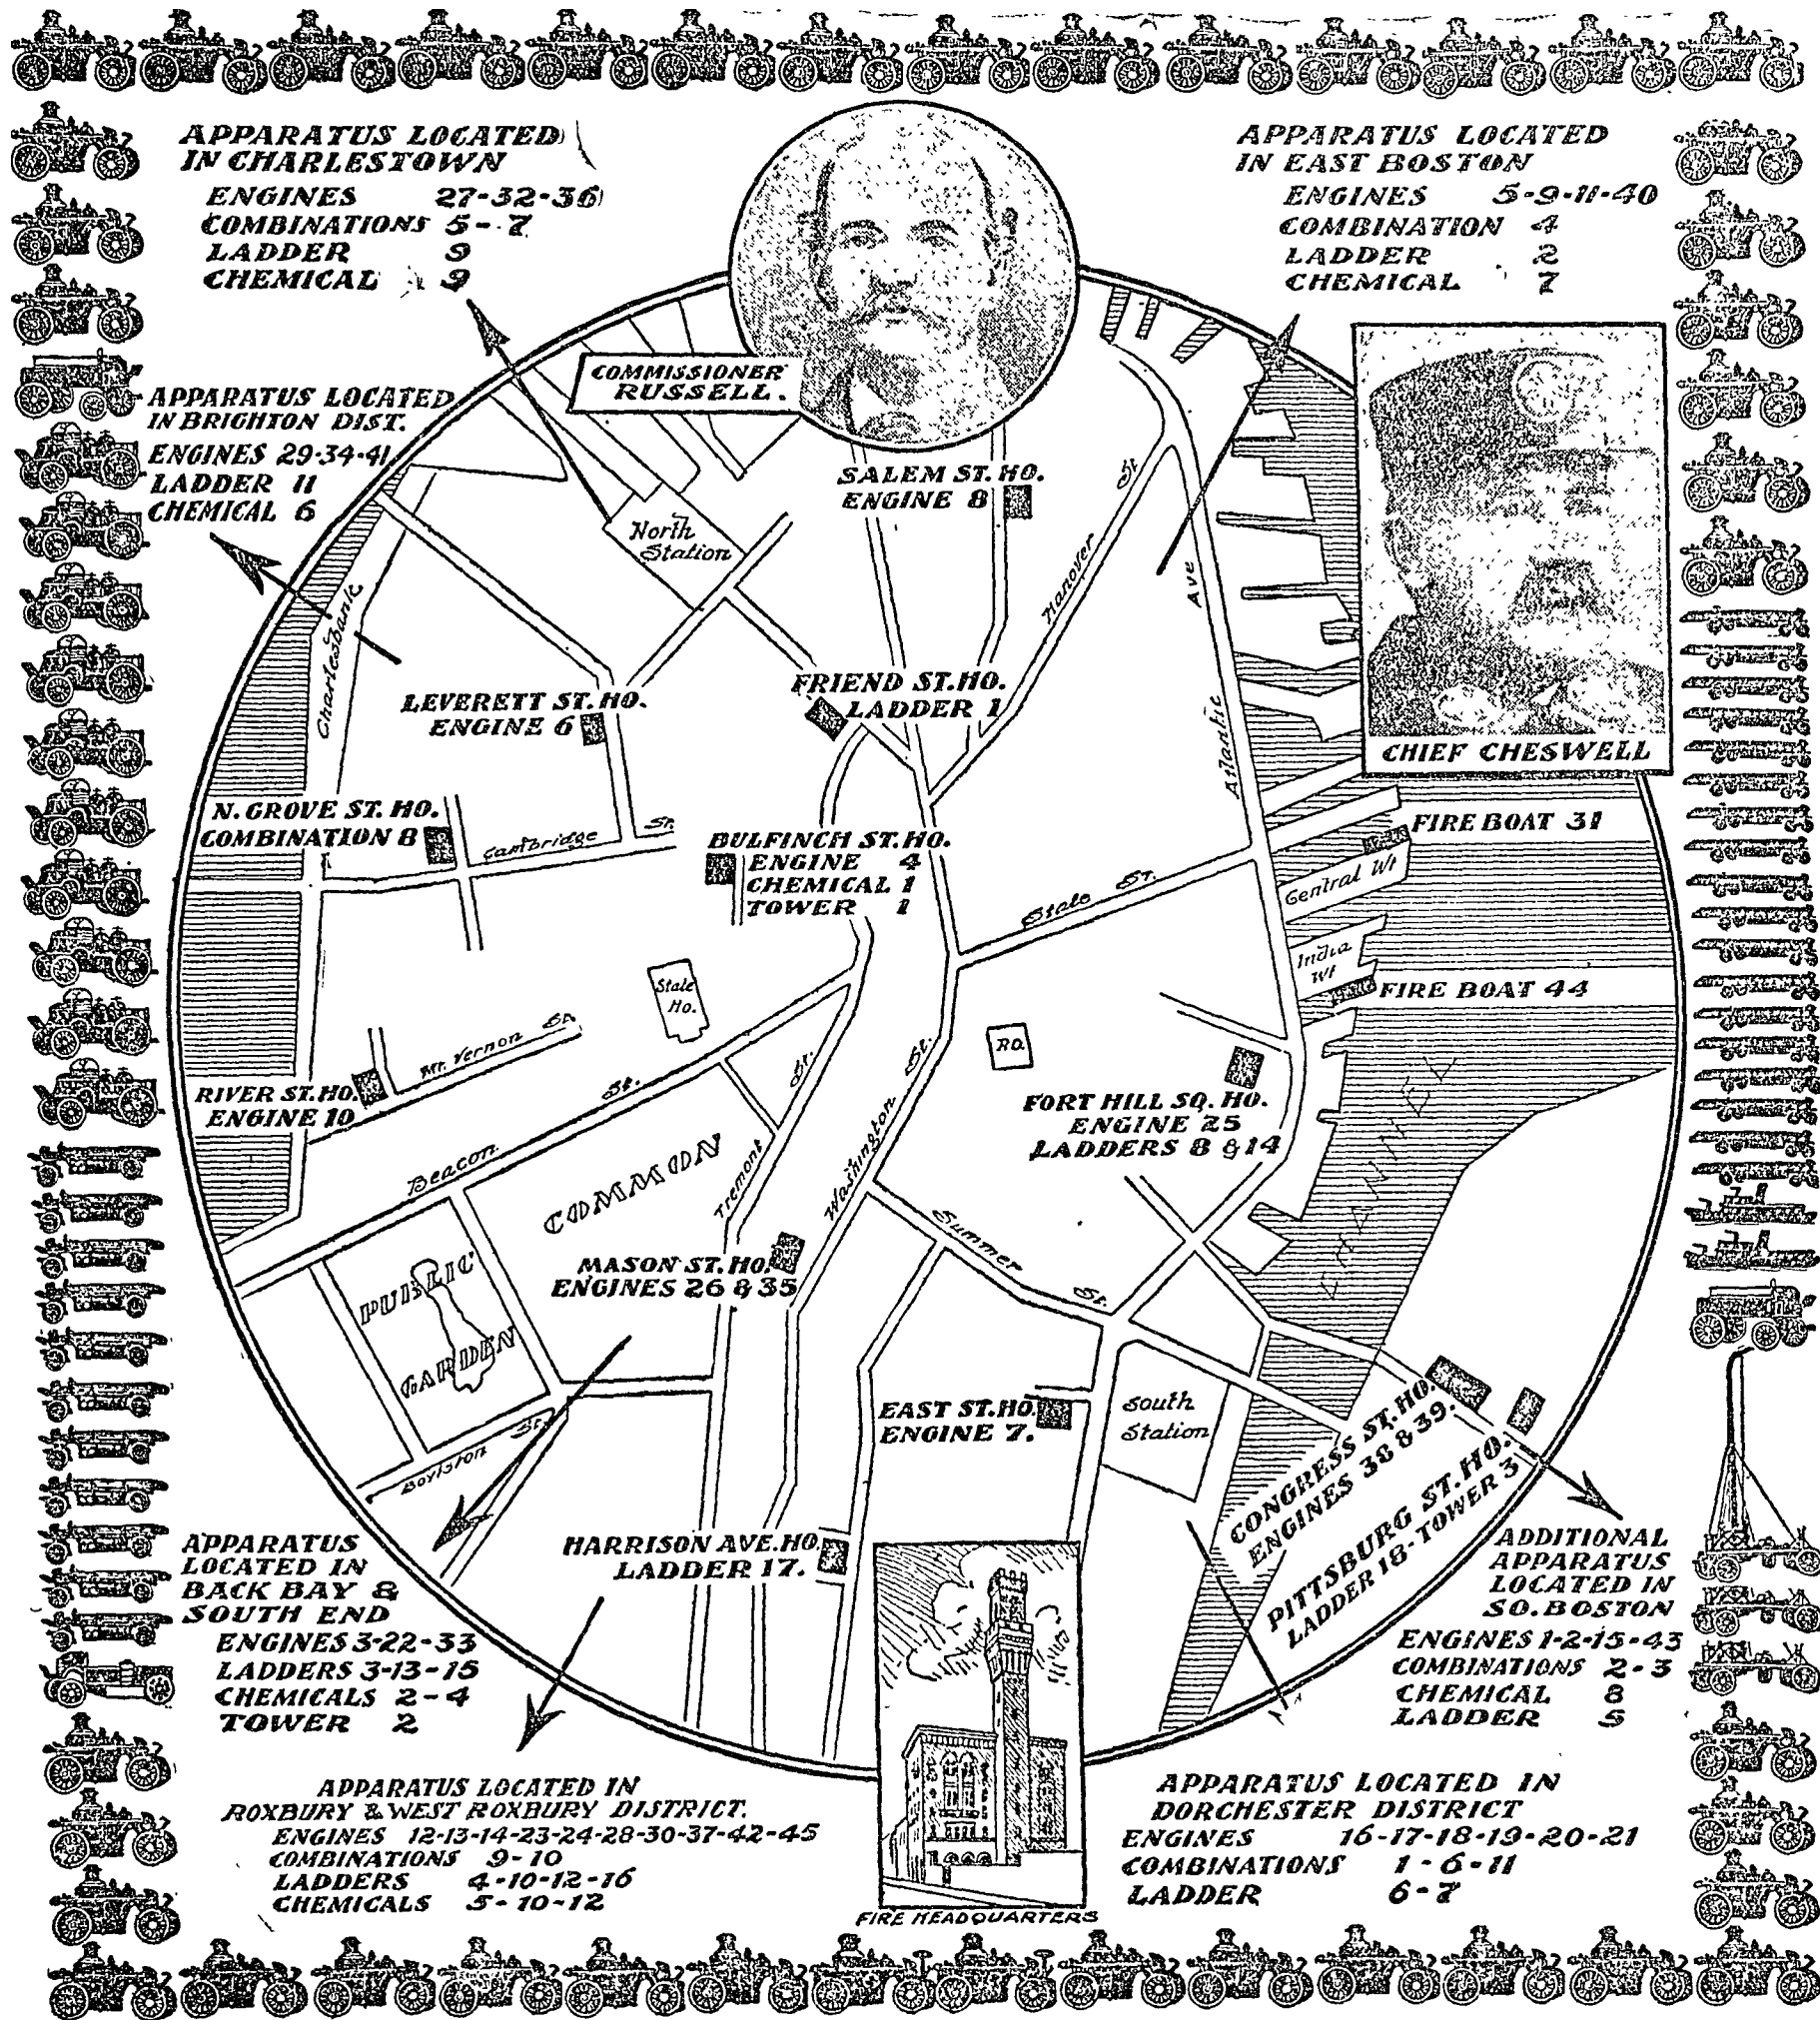 APPARATUS LOCATED
IN CHARLESTOWN
ENGINES 27-32-36
COMBINATIONS 5-7
LADDER 9
CHEMICAL 9
APPARATUS LOCATED
IN EAST BOSTON
ENGINES 5-9-11-40
COMBINATION 4
LADDER 2
CHEMICAL 7
COMMISSIONER
RUSSELL.
CHIEF CHESWELL
APPARATUS LOCATED
IN BRIGHTON DIST.
ENGINES 29-34-41
LADDER 11
CHEMICAL 6
North
Station
SALEM ST. HO.
ENGINE 8
Hanover St
Atlantic Ave
Charlesbank
LEVERETT ST. HO.
ENGINE 6
FRIEND ST. HO.
LADDER 1
N. GROVE ST. HO.
COMBINATION 8
Cambridge St.
BULFINCH ST. HO.
ENGINE 4
CHEMICAL 1
TOWER 1
FIRE BOAT 31
Central Wf
State St.
India
Wf
FIRE BOAT 44
State
Ho.
P.O.
Mt. Vernon St.
RIVER ST. HO.
ENGINE 10
Beacon St.
COMMON
Tremont St.
Washington St.
FORT HILL SQ. HO.
ENGINE 25
LADDERS 8 & 14
CHANNEL
Summer St.
MASON ST. HO.
ENGINES 26 & 35
PUBLIC
GARDEN
Boylston St.
EAST ST. HO.
ENGINE 7.
South
Station
CONGRESS ST. HO.
ENGINES 38 & 39.
PITTSBURG ST. HO.
LADDER 18-TOWER 3
HARRISON AVE. HO.
LADDER 17.
APPARATUS
LOCATED IN
BACK BAY &
SOUTH END
ENGINES 3-22-33
LADDERS 3-13-15
CHEMICALS 2-4
TOWER 2
ADDITIONAL
APPARATUS
LOCATED IN
SO. BOSTON
ENGINES 1-2-15-43
COMBINATIONS 2-3
CHEMICAL 8
LADDER 5
APPARATUS LOCATED IN
ROXBURY & WEST ROXBURY DISTRICT.
ENGINES 12-13-14-23-24-28-30-37-42-45
COMBINATIONS 9-10
LADDERS 4-10-12-16
CHEMICALS 5-10-12
FIRE HEADQUARTERS
APPARATUS LOCATED IN
DORCHESTER DISTRICT
ENGINES 16-17-18-19-20-21
COMBINATIONS 1-6-11
LADDER 6-7